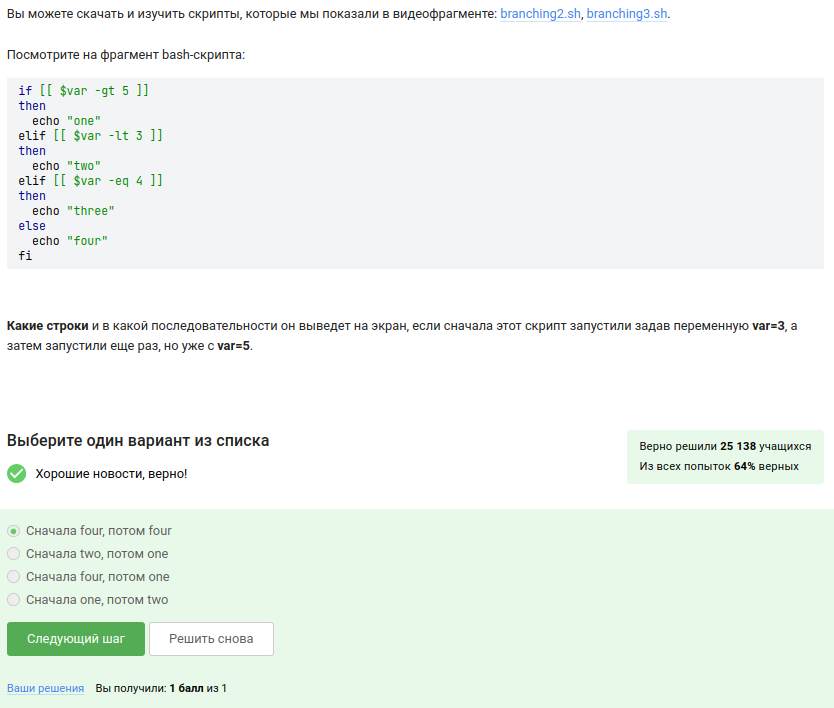 Вы можете скачать и изучить скрипты, которые мы показали в видеофрагменте: branching2.sh, branching3.sh.
Посмотрите на фрагмент bash-скрипта:
if [[ $var -gt 5 ]]
then
  echo "one"
elif [[ $var -lt 3 ]]
then
  echo "two"
elif [[ $var -eq 4 ]]
then
  echo "three"
else
  echo "four"
fi
Какие строки и в какой последовательности он выведет на экран, если сначала этот скрипт запустили задав переменную var=3, а
затем запустили еще раз, но уже с var=5.
Выберите один вариант из списка
Хорошие новости, верно!
Верно решили 25 138 учащихся
Из всех попыток 64% верных
Сначала four, потом four
Сначала two, потом one
Сначала four, потом one
Сначала one, потом two
Следующий шаг
Решить снова
Ваши решения
Вы получили: 1 балл из 1